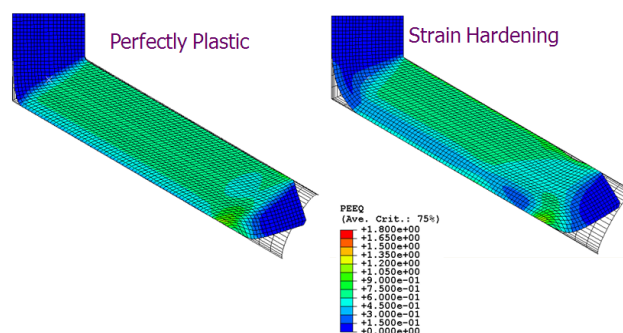 Perfectly Plastic
Strain Hardening
PEEQ
(Ave. Crit.: 75%)
+1.800e+00
+1.650e+00
+1.500e+00
+1.350e+00
+1.200e+00
+1.050e+00
+9.000e-01
+7.500e-01
+6.000e-01
+4.500e-01
+3.000e-01
+1.500e-01
+0.000e+00